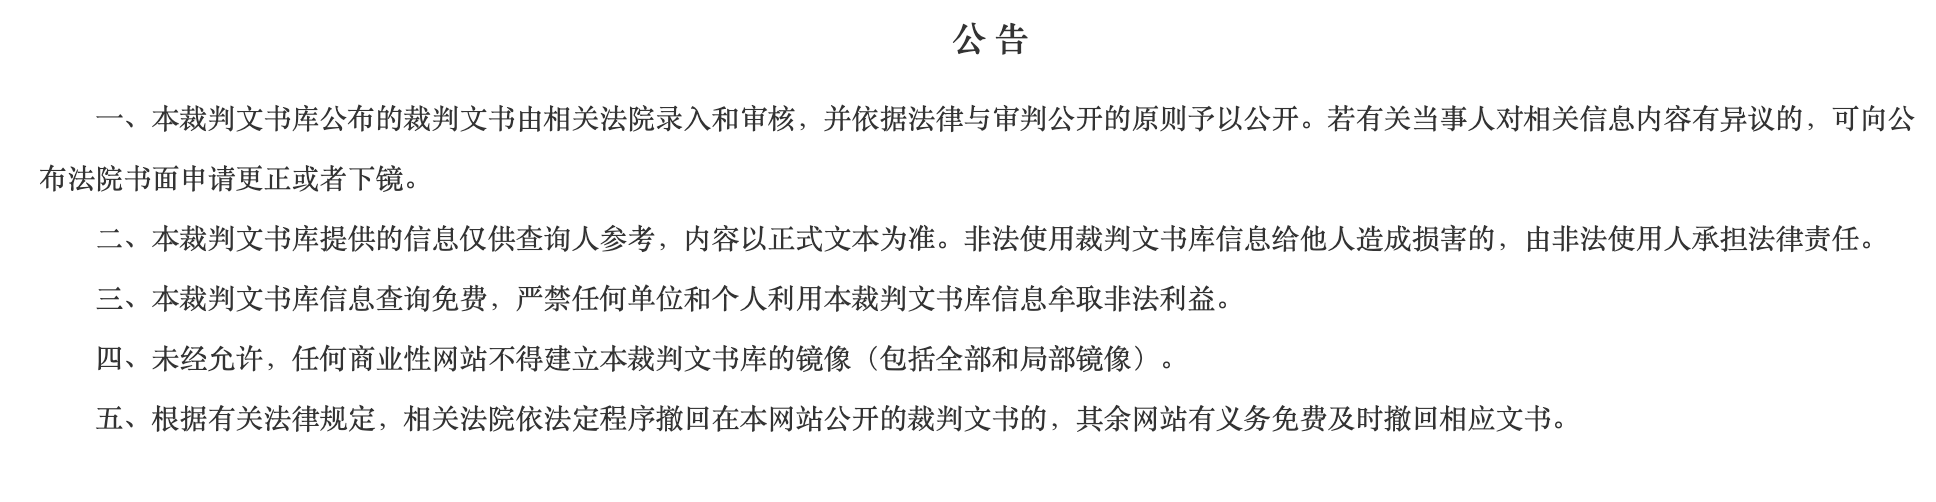 公 告
一、本裁判文书库公布的裁判文书由相关法院录入和审核，并依据法律与审判公开的原则予以公开。若有关当事人对相关信息内容有异议的，可向公
布法院书面申请更正或者下镜。
二、本裁判文书库提供的信息仅供查询人参考，内容以正式文本为准。非法使用裁判文书库信息给他人造成损害的，由非法使用人承担法律责任。
三、本裁判文书库信息查询免费，严禁任何单位和个人利用本裁判文书库信息牟取非法利益。
四、未经允许，任何商业性网站不得建立本裁判文书库的镜像（包括全部和局部镜像）。
五、根据有关法律规定，相关法院依法定程序撤回在本网站公开的裁判文书的，其余网站有义务免费及时撤回相应文书。